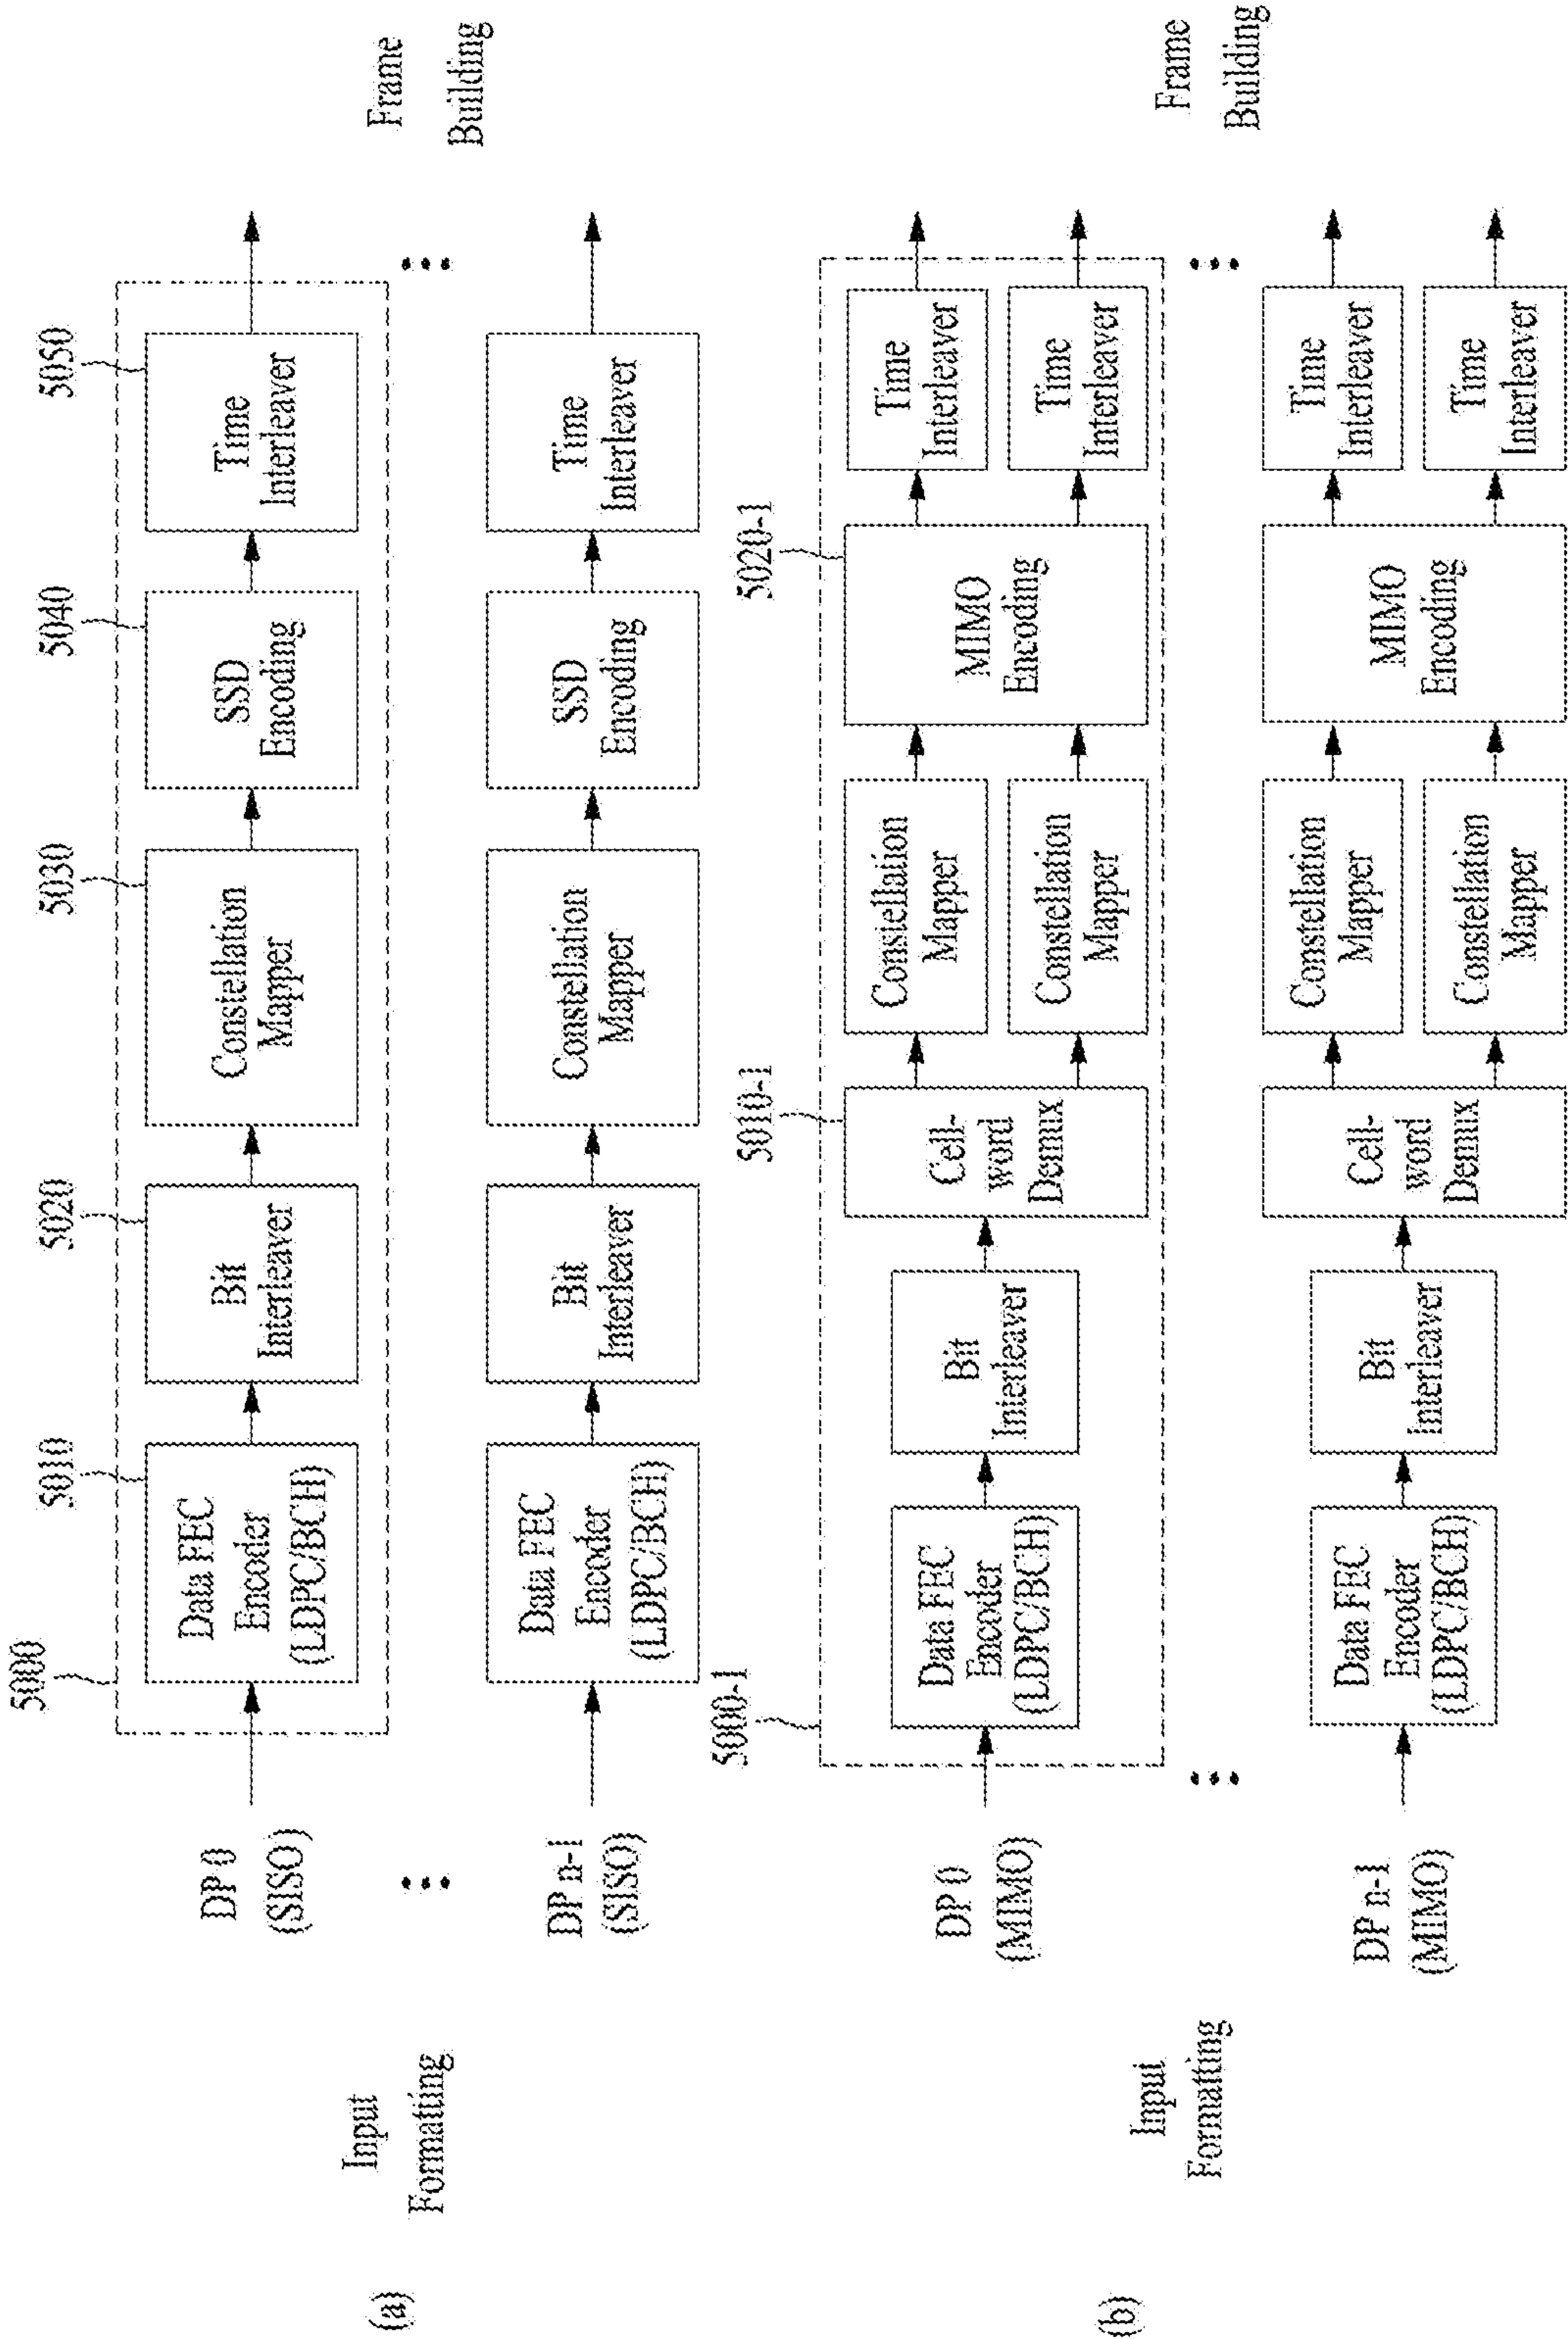 (a)
Input
Formatting
DP 0
(SISO)
5000
Data FEC
Encoder
(LDPC/BCH)
5010
Bit
Interleaver
5020
Constellation
Mapper
5030
SSD
Encoding
5040
Time
Interleaver
5050
Frame
Building
DP n-1
(SISO)
Data FEC
Encoder
(LDPC/BCH)
Bit
Interleaver
Constellation
Mapper
SSD
Encoding
Time
Interleaver
(b)
Input
Formatting
DP 0
(MIMO)
5000-1
Data FEC
Encoder
(LDPC/BCH)
Bit
Interleaver
5010-1
Cell-
word
Demux
Constellation
Mapper
Constellation
Mapper
5020-1
MIMO
Encoding
Time
Interleaver
Time
Interleaver
Frame
Building
DP n-1
(MIMO)
Data FEC
Encoder
(LDPC/BCH)
Bit
Interleaver
Cell-
word
Demux
Constellation
Mapper
Constellation
Mapper
MIMO
Encoding
Time
Interleaver
Time
Interleaver